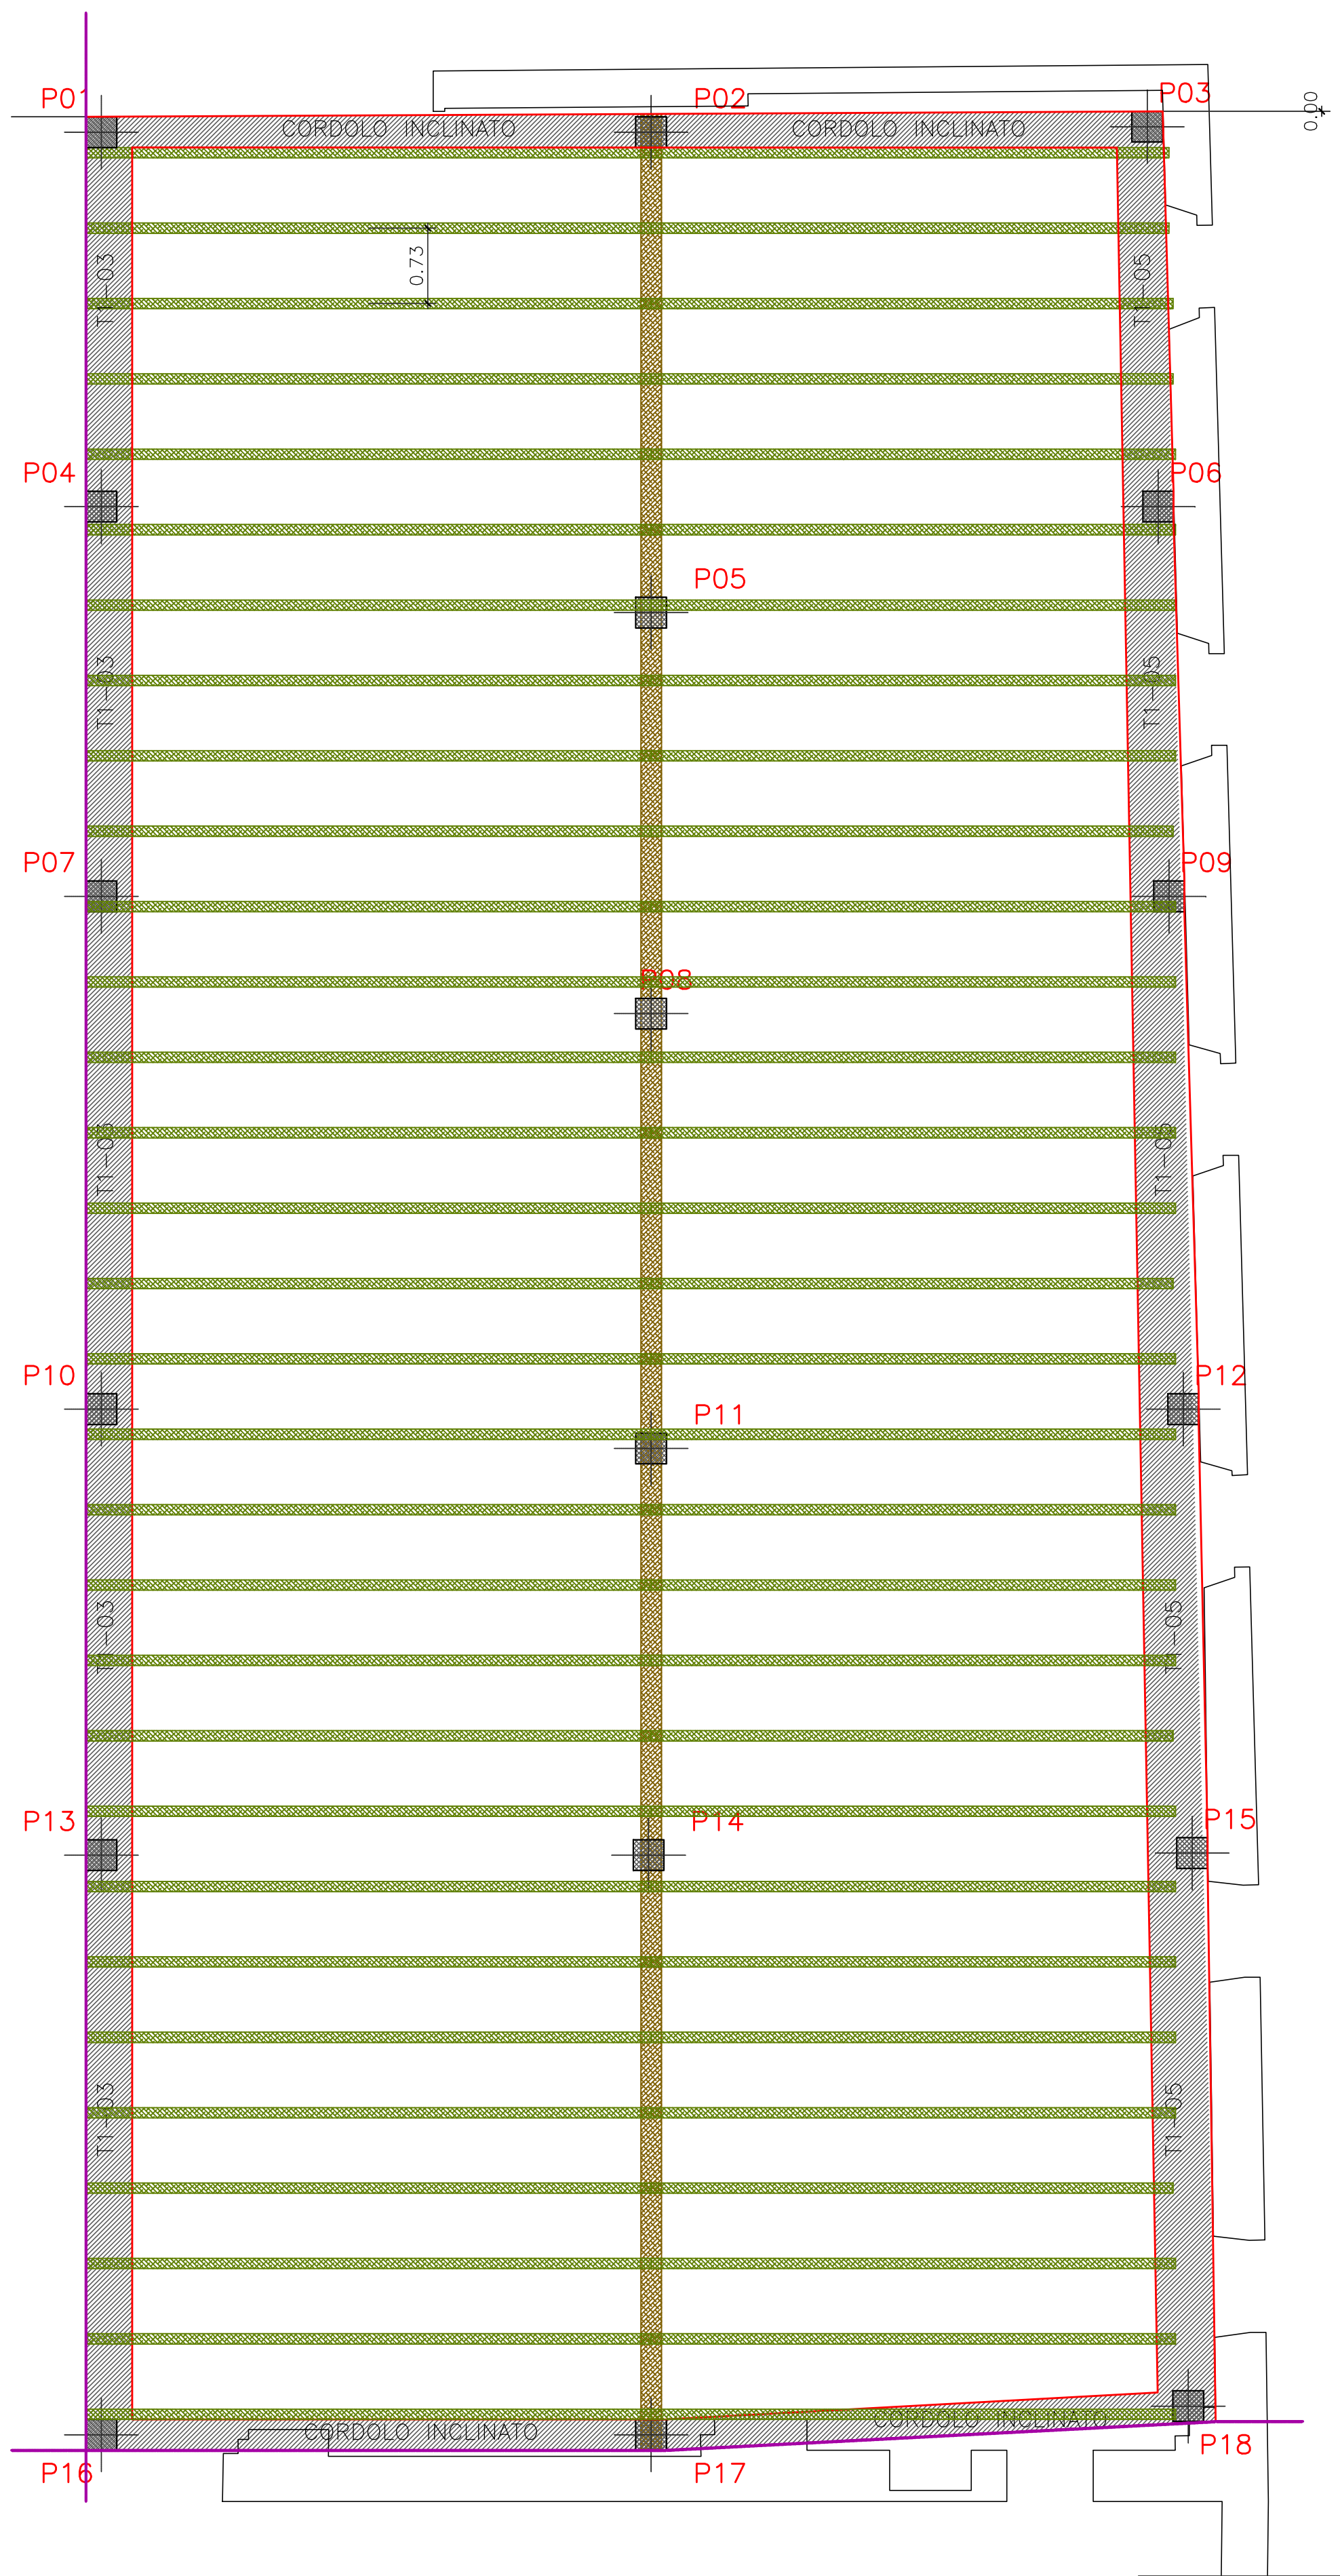 P01
P02
P03
0.00
CORDOLO INCLINATO
CORDOLO INCLINATO
T1-03
0.73
T1-05
P04
P06
P05
T1-03
T1-05
P07
P09
P08
T1-03
T1-05
P10
P12
P11
T1-03
T1-05
P13
P14
P15
T1-03
T1-05
CORDOLO INCLINATO
CORDOLO INCLINATO
P16
P17
P18